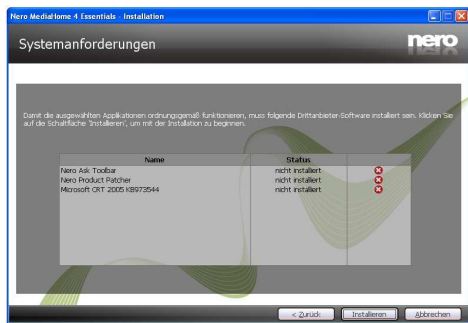 Nero MediaHome 4 Essentials - Installation
Systemanforderungen
nero
Damit die ausgewählten Applikationen ordnungsgemäß funktionieren, muss folgende Drittanbieter-Software installiert sein. Klicken Sie
auf die Schaltfläche 'Installieren', um mit der Installation zu beginnen.
Name Status
Nero Ask Toolbar nicht installiert
Nero Product Patcher nicht installiert
Microsoft CRT 2005 KB973544 nicht installiert
< Zurück Installieren Abbrechen